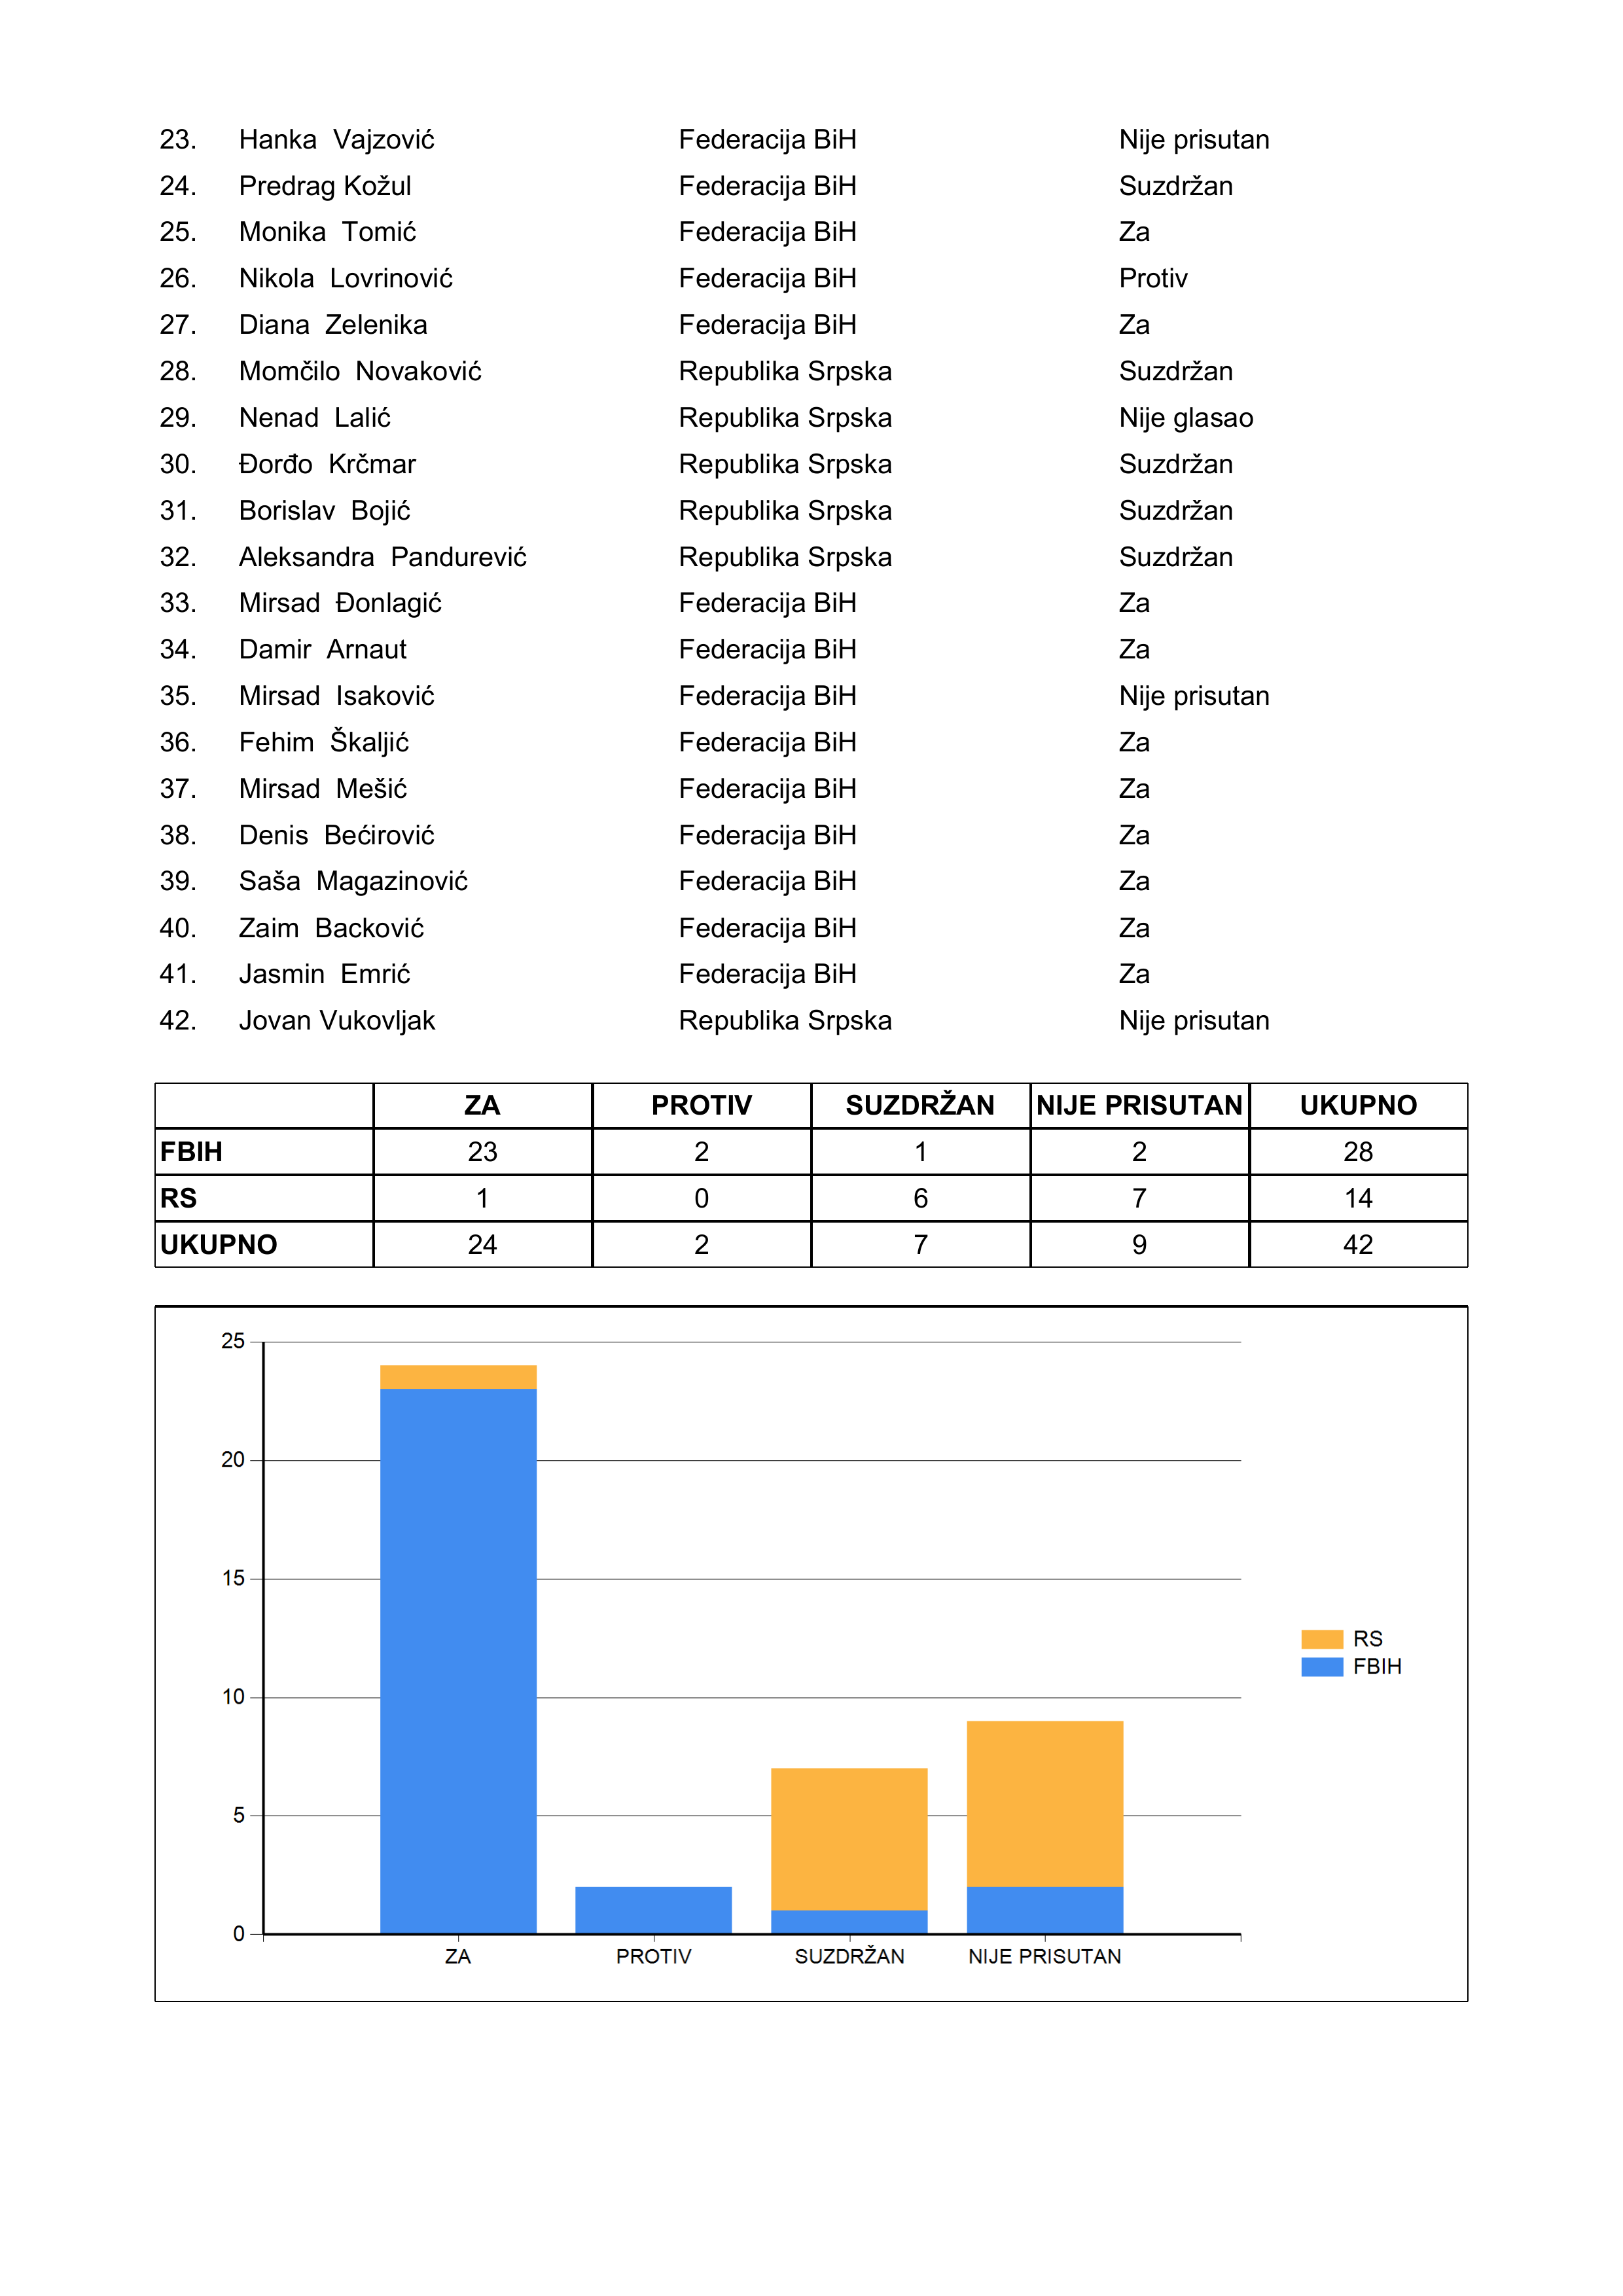 23. Hanka Vajzović Federacija BiH Nije prisutan
24. Predrag Kožul Federacija BiH Suzdržan
25. Monika Tomić Federacija BiH Za
26. Nikola Lovrinović Federacija BiH Protiv
27. Diana Zelenika Federacija BiH Za
28. Momčilo Novaković Republika Srpska Suzdržan
29. Nenad Lalić Republika Srpska Nije glasao
30. Đorđo Krčmar Republika Srpska Suzdržan
31. Borislav Bojić Republika Srpska Suzdržan
32. Aleksandra Pandurević Republika Srpska Suzdržan
33. Mirsad Đonlagić Federacija BiH Za
34. Damir Arnaut Federacija BiH Za
35. Mirsad Isaković Federacija BiH Nije prisutan
36. Fehim Škaljić Federacija BiH Za
37. Mirsad Mešić Federacija BiH Za
38. Denis Bećirović Federacija BiH Za
39. Saša Magazinović Federacija BiH Za
40. Zaim Backović Federacija BiH Za
41. Jasmin Emrić Federacija BiH Za
42. Jovan Vukovljak Republika Srpska Nije prisutan
ZA PROTIV SUZDRŽAN NIJE PRISUTAN UKUPNO
FBIH 23 2 1 2 28
RS 1 0 6 7 14
UKUPNO 24 2 7 9 42
25
20
15
10
5
0
ZA PROTIV SUZDRŽAN NIJE PRISUTAN
RS
FBIH